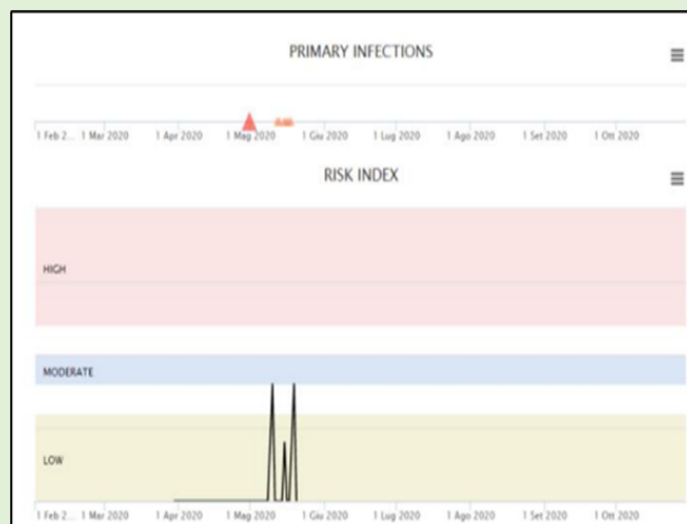 PRIMARY INFECTIONS
1 Feb 2... 1 Mar 2020 1 Apr 2020 1 Mag 2020 1 Giu 2020 1 Lug 2020 1 Ago 2020 1 Set 2020 1 Ott 2020
RISK INDEX
HIGH
MODERATE
LOW
1 Feb 2... 1 Mar 2020 1 Apr 2020 1 Mag 2020 1 Giu 2020 1 Lug 2020 1 Ago 2020 1 Set 2020 1 Ott 2020